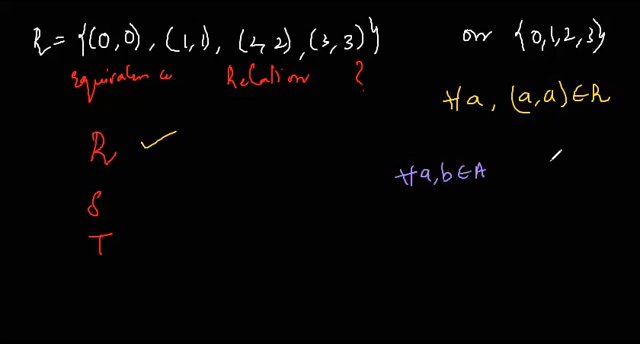 R = {(0,0), (1,1), (2,2), (3,3)} on {0,1,2,3}
Equivalence Relation ?
∀a, (a,a) ∈ R
R ✓
∀a,b ∈ A
S
T